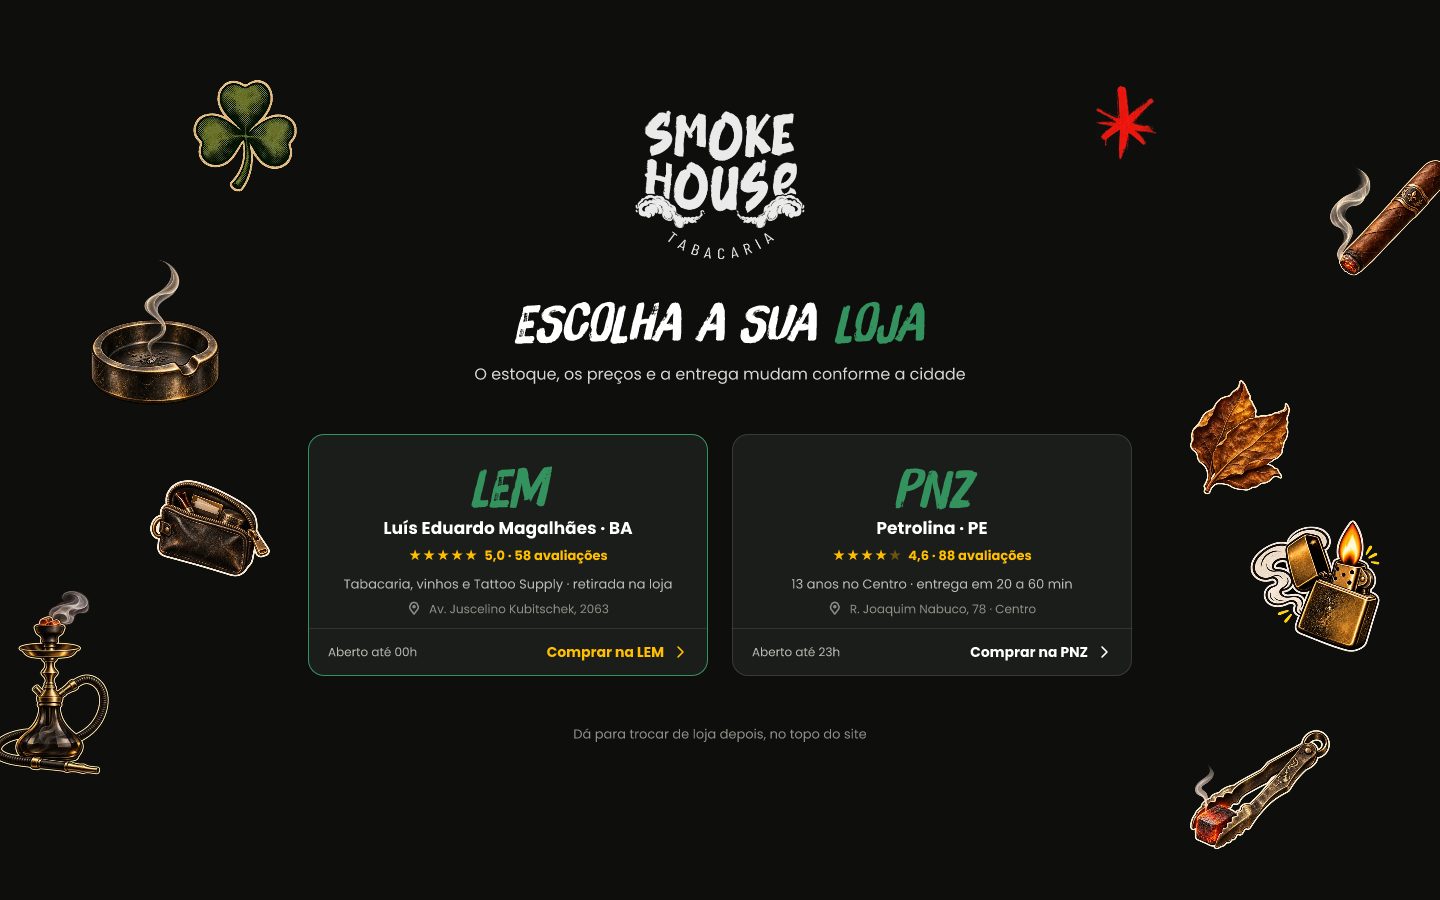 SMOKE
HOUSe
TABACARIA
ESCOLHA A SUA LOJA
O estoque, os preços e a entrega mudam conforme a cidade
LEM
Luís Eduardo Magalhães · BA
★★★★★ 5,0 · 58 avaliações
Tabacaria, vinhos e Tattoo Supply · retirada na loja
Av. Juscelino Kubitschek, 2063
Aberto até 00h
Comprar na LEM
PNZ
Petrolina · PE
★★★★★ 4,6 · 88 avaliações
13 anos no Centro · entrega em 20 a 60 min
R. Joaquim Nabuco, 78 · Centro
Aberto até 23h
Comprar na PNZ
Dá para trocar de loja depois, no topo do site